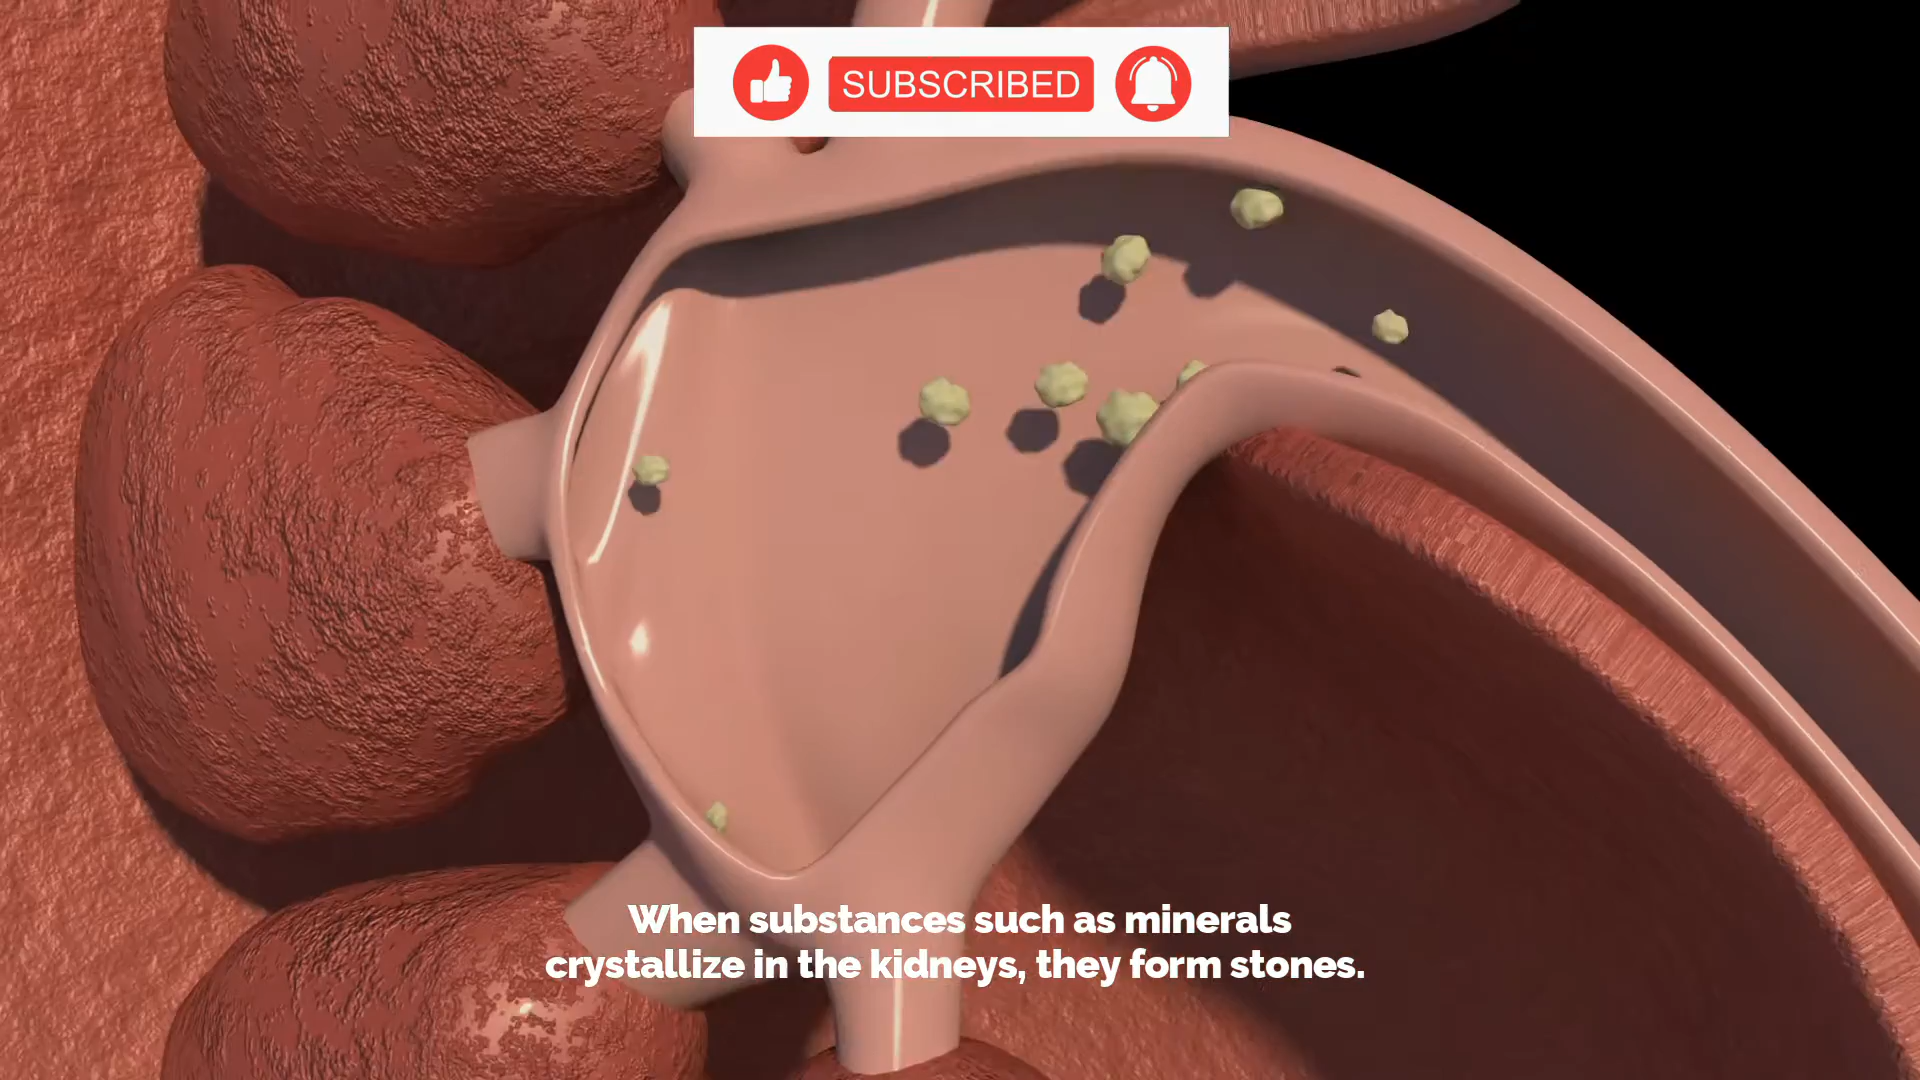 SUBSCRIBED
When substances such as minerals
crystallize in the kidneys, they form stones.